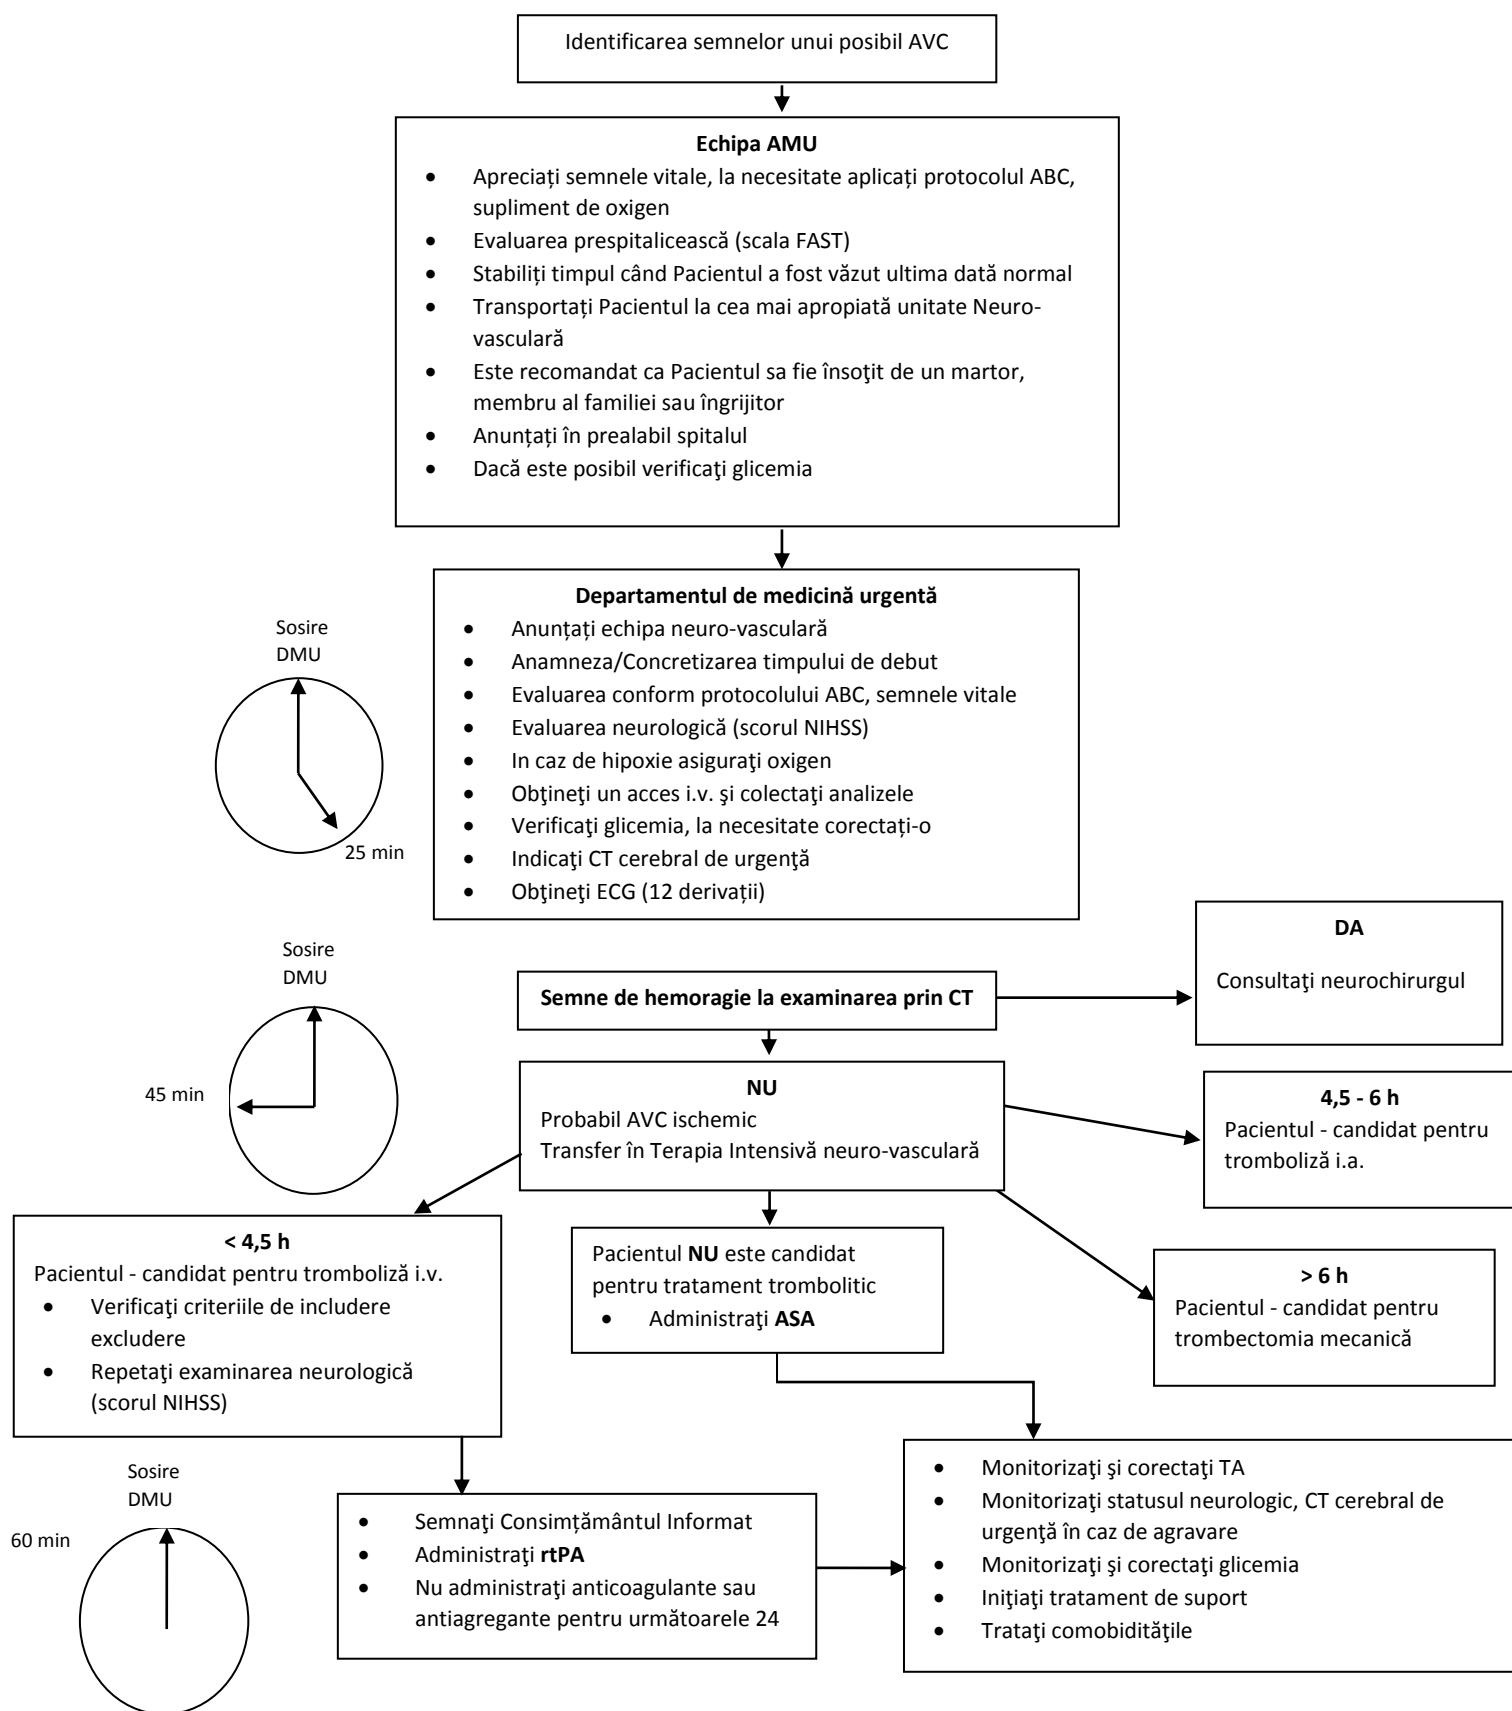 Identificarea semnelor unui posibil AVC
Echipa AMU
• Apreciați semnele vitale, la necesitate aplicați protocolul ABC,
supliment de oxigen
• Evaluarea prespitalicească (scala FAST)
• Stabiliți timpul când Pacientul a fost văzut ultima dată normal
• Transportați Pacientul la cea mai apropiată unitate Neuro-
vasculară
• Este recomandat ca Pacientul sa fie însoţit de un martor,
membru al familiei sau îngrijitor
• Anunțați în prealabil spitalul
• Dacă este posibil verificaţi glicemia
Departamentul de medicină urgentă
• Anunțați echipa neuro-vasculară
• Anamneza/Concretizarea timpului de debut
• Evaluarea conform protocolului ABC, semnele vitale
• Evaluarea neurologică (scorul NIHSS)
• In caz de hipoxie asiguraţi oxigen
• Obţineți un acces i.v. şi colectați analizele
• Verificaţi glicemia, la necesitate corectați-o
• Indicaţi CT cerebral de urgenţă
• Obţineţi ECG (12 derivații)
Sosire
DMU
25 min
Sosire
DMU
45 min
Semne de hemoragie la examinarea prin CT
DA
Consultaţi neurochirurgul
NU
Probabil AVC ischemic
Transfer în Terapia Intensivă neuro-vasculară
4,5 - 6 h
Pacientul - candidat pentru
tromboliză i.a.
< 4,5 h
Pacientul - candidat pentru tromboliză i.v.
• Verificaţi criteriile de includere
excludere
• Repetaţi examinarea neurologică
(scorul NIHSS)
Pacientul NU este candidat
pentru tratament trombolitic
• Administraţi ASA
> 6 h
Pacientul - candidat pentru
trombectomia mecanică
Sosire
DMU
60 min
• Semnaţi Consimțământul Informat
• Administraţi rtPA
• Nu administraţi anticoagulante sau
antiagregante pentru următoarele 24
• Monitorizaţi şi corectaţi TA
• Monitorizaţi statusul neurologic, CT cerebral de
urgenţă în caz de agravare
• Monitorizaţi şi corectaţi glicemia
• Iniţiaţi tratament de suport
• Trataţi comobidităţile